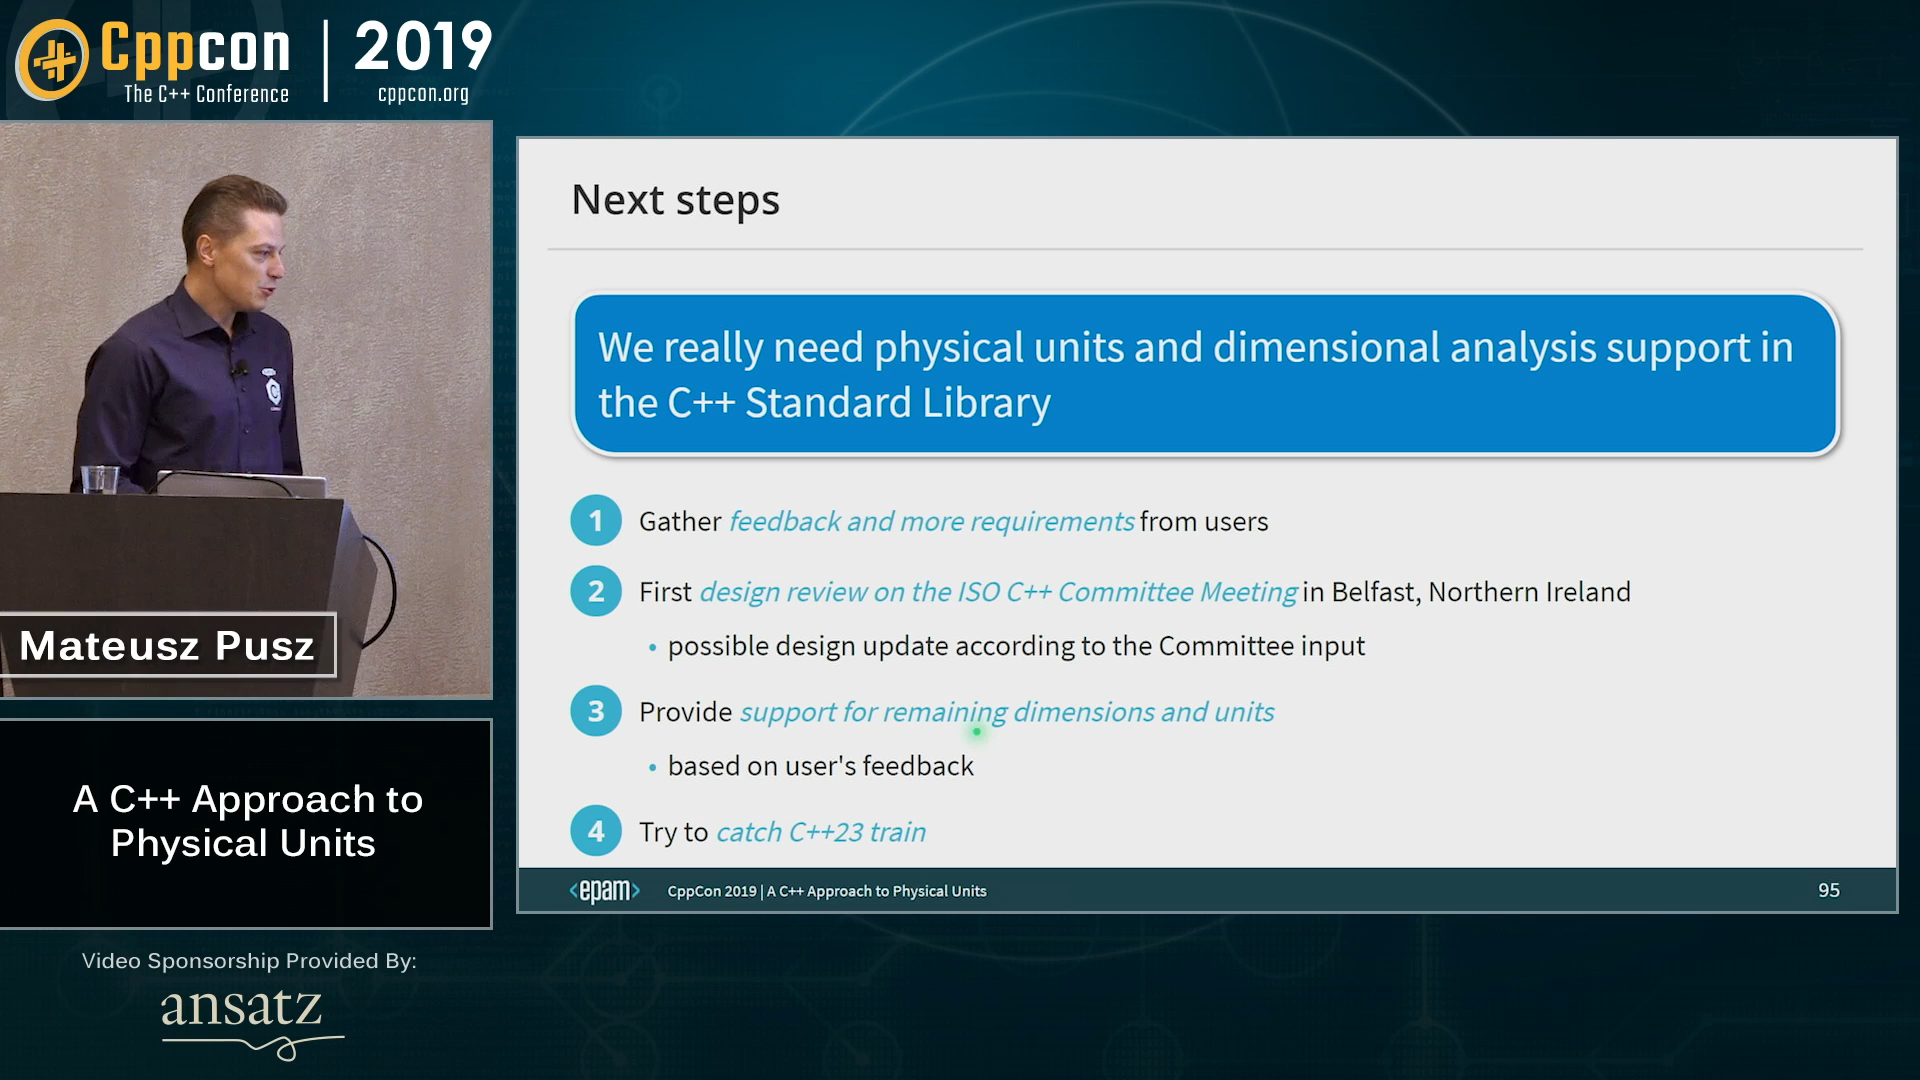 Cppcon
The C++ Conference
2019
cppcon.org
Mateusz Pusz
A C++ Approach to
Physical Units
Video Sponsorship Provided By:
ansatz
Next steps
We really need physical units and dimensional analysis support in
the C++ Standard Library
1 Gather feedback and more requirements from users
2 First design review on the ISO C++ Committee Meeting in Belfast, Northern Ireland
• possible design update according to the Committee input
3 Provide support for remaining dimensions and units
• based on user's feedback
4 Try to catch C++23 train
<epam> CppCon 2019 | A C++ Approach to Physical Units 95